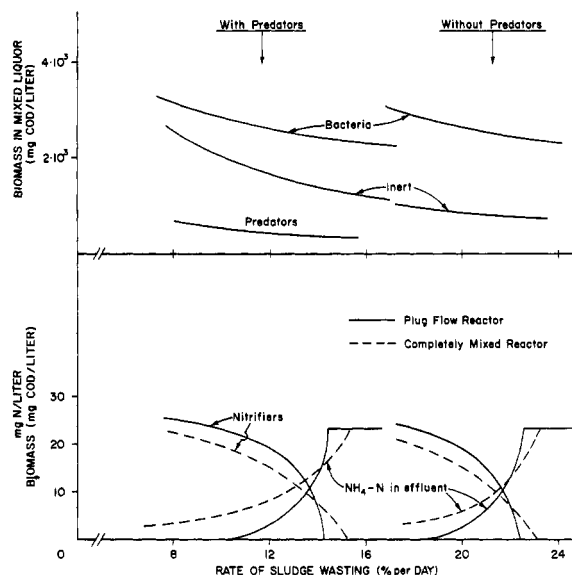 With Predators
Without Predators
4·10³
2·10³
BIOMASS IN MIXED LIQUOR
(mg COD/LITER)
Bacteria
Inert
Predators
Plug Flow Reactor
Completely Mixed Reactor
mg N/LITER
BIOMASS (mg COD/LITER)
30
20
10
0
Nitrifiers
NH₄-N in effluent
8
12
16
20
24
RATE OF SLUDGE WASTING (% per DAY)